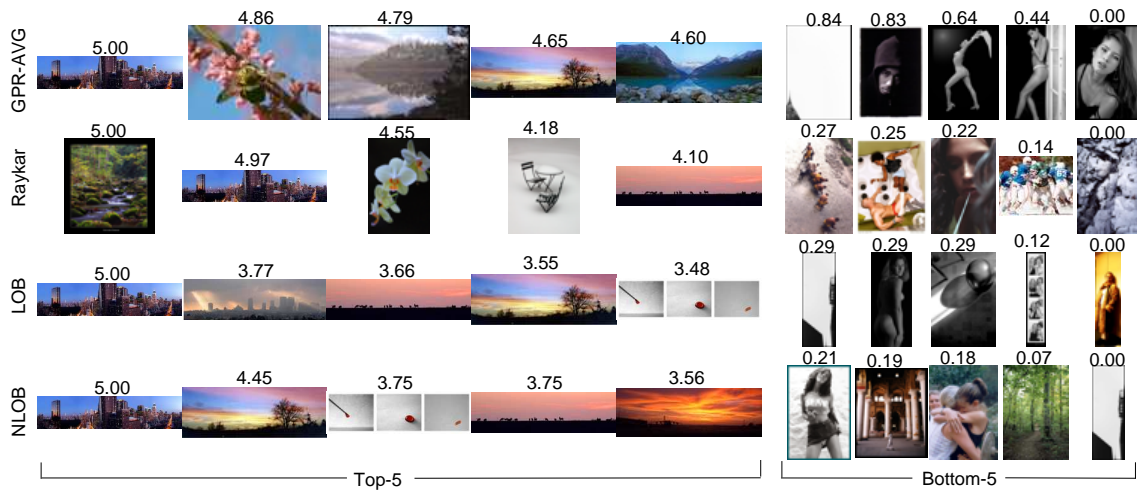 GPR-AVG
5.00 4.86 4.79 4.65 4.60 0.84 0.83 0.64 0.44 0.00
Raykar
5.00 4.97 4.55 4.18 4.10 0.27 0.25 0.22 0.14 0.00
LOB
5.00 3.77 3.66 3.55 3.48 0.29 0.29 0.29 0.12 0.00
NLOB
5.00 4.45 3.75 3.75 3.56 0.21 0.19 0.18 0.07 0.00
Top-5 Bottom-5